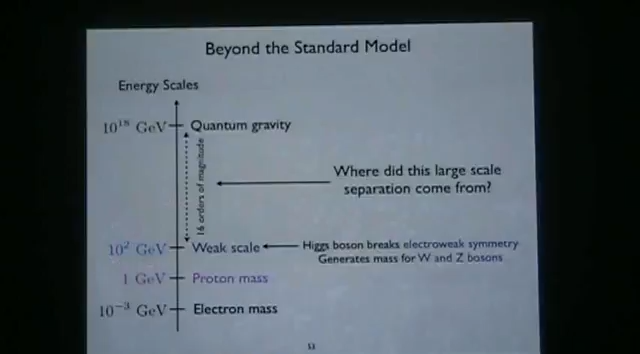 Beyond the Standard Model
Energy Scales
10¹⁸ GeV Quantum gravity
16 orders of magnitude
Where did this large scale
separation come from?
10² GeV Weak scale
Higgs boson breaks electroweak symmetry
Generates mass for W and Z bosons
1 GeV Proton mass
10⁻³ GeV Electron mass